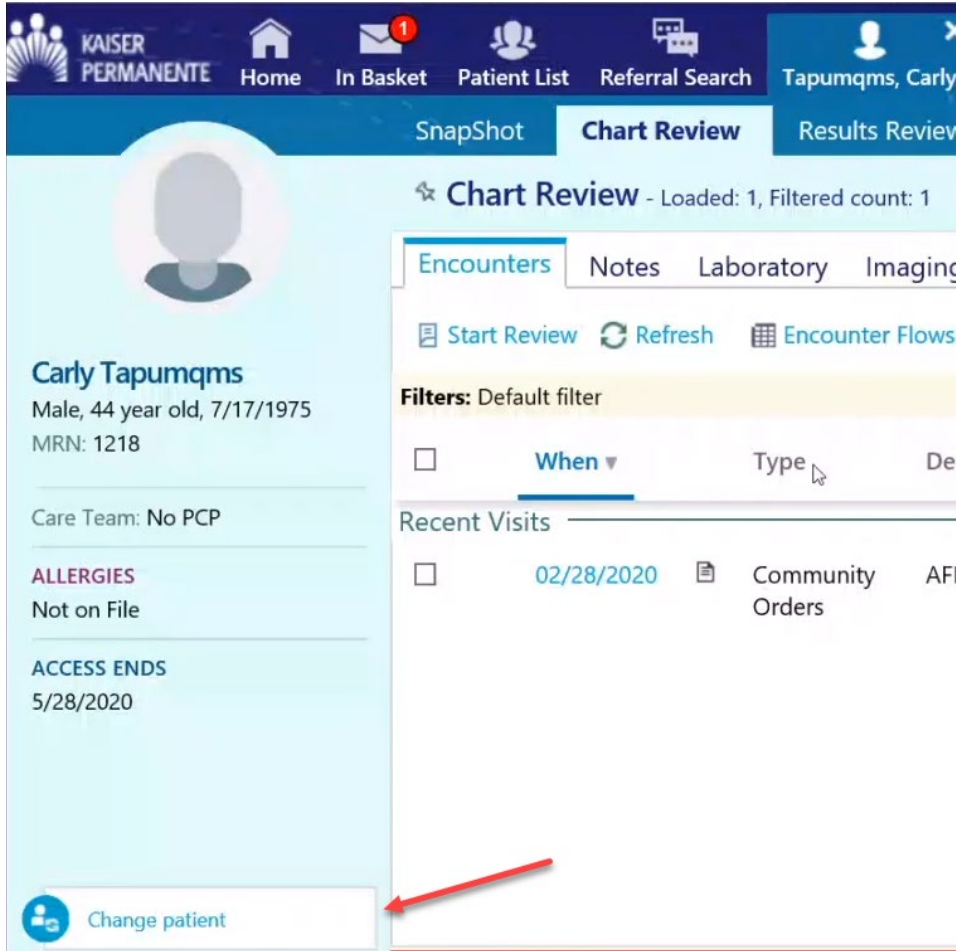 KAISER
PERMANENTE
Home
In Basket
1
Patient List
Referral Search
Tapumqms, Carly
SnapShot
Chart Review
Results Review
Chart Review - Loaded: 1, Filtered count: 1
Encounters
Notes
Laboratory
Imaging
Start Review
Refresh
Encounter Flows
Carly Tapumqms
Male, 44 year old, 7/17/1975
MRN: 1218
Care Team: No PCP
ALLERGIES
Not on File
ACCESS ENDS
5/28/2020
Change patient
Filters: Default filter
When
Type
De
Recent Visits
02/28/2020
Community
Orders